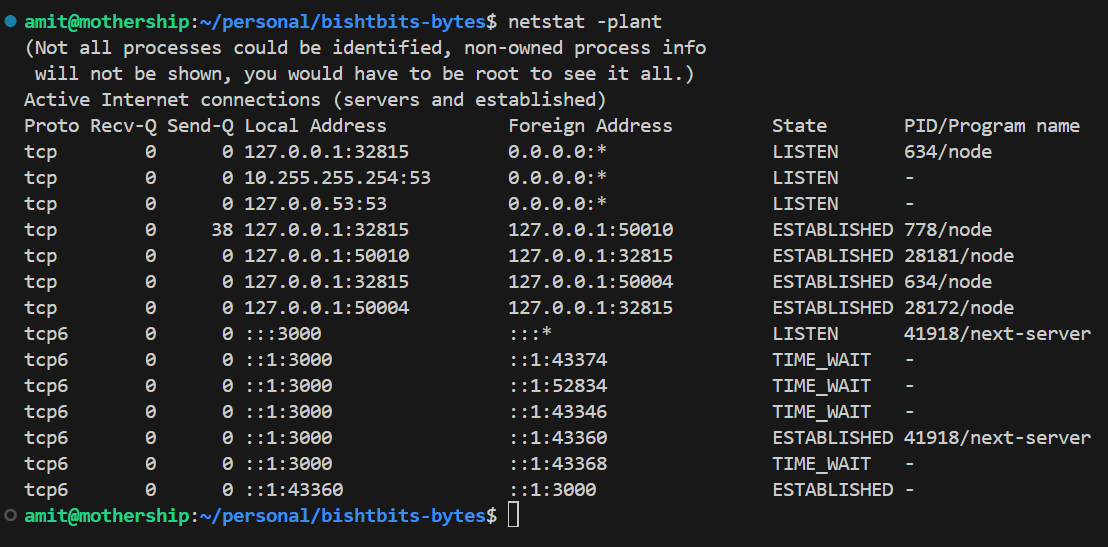 amit@mothership:~/personal/bishtbits-bytes$ netstat -plant
(Not all processes could be identified, non-owned process info
 will not be shown, you would have to be root to see it all.)
Active Internet connections (servers and established)
Proto Recv-Q Send-Q Local Address           Foreign Address         State       PID/Program name
tcp        0      0 127.0.0.1:32815         0.0.0.0:*               LISTEN      634/node
tcp        0      0 10.255.255.254:53       0.0.0.0:*               LISTEN      -
tcp        0      0 127.0.0.53:53           0.0.0.0:*               LISTEN      -
tcp        0     38 127.0.0.1:32815         127.0.0.1:50010         ESTABLISHED 778/node
tcp        0      0 127.0.0.1:50010         127.0.0.1:32815         ESTABLISHED 28181/node
tcp        0      0 127.0.0.1:32815         127.0.0.1:50004         ESTABLISHED 634/node
tcp        0      0 127.0.0.1:50004         127.0.0.1:32815         ESTABLISHED 28172/node
tcp6       0      0 :::3000                 :::*                    LISTEN      41918/next-server
tcp6       0      0 ::1:3000                ::1:43374               TIME_WAIT   -
tcp6       0      0 ::1:3000                ::1:52834               TIME_WAIT   -
tcp6       0      0 ::1:3000                ::1:43346               TIME_WAIT   -
tcp6       0      0 ::1:3000                ::1:43360               ESTABLISHED 41918/next-server
tcp6       0      0 ::1:3000                ::1:43368               TIME_WAIT   -
tcp6       0      0 ::1:43360               ::1:3000                ESTABLISHED -
amit@mothership:~/personal/bishtbits-bytes$